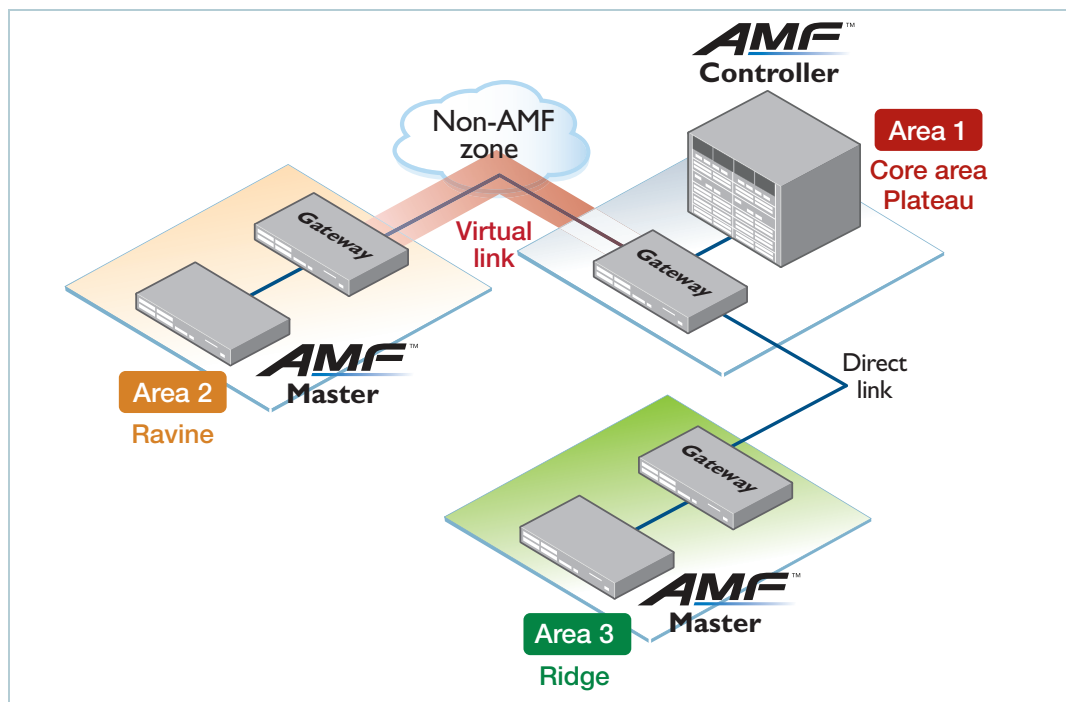 AMF™
Controller
Non-AMF
zone
Area 1
Core area
Plateau
Gateway
Virtual
link
Gateway
AMF™
Master
Area 2
Ravine
Direct
link
Gateway
AMF™
Master
Area 3
Ridge